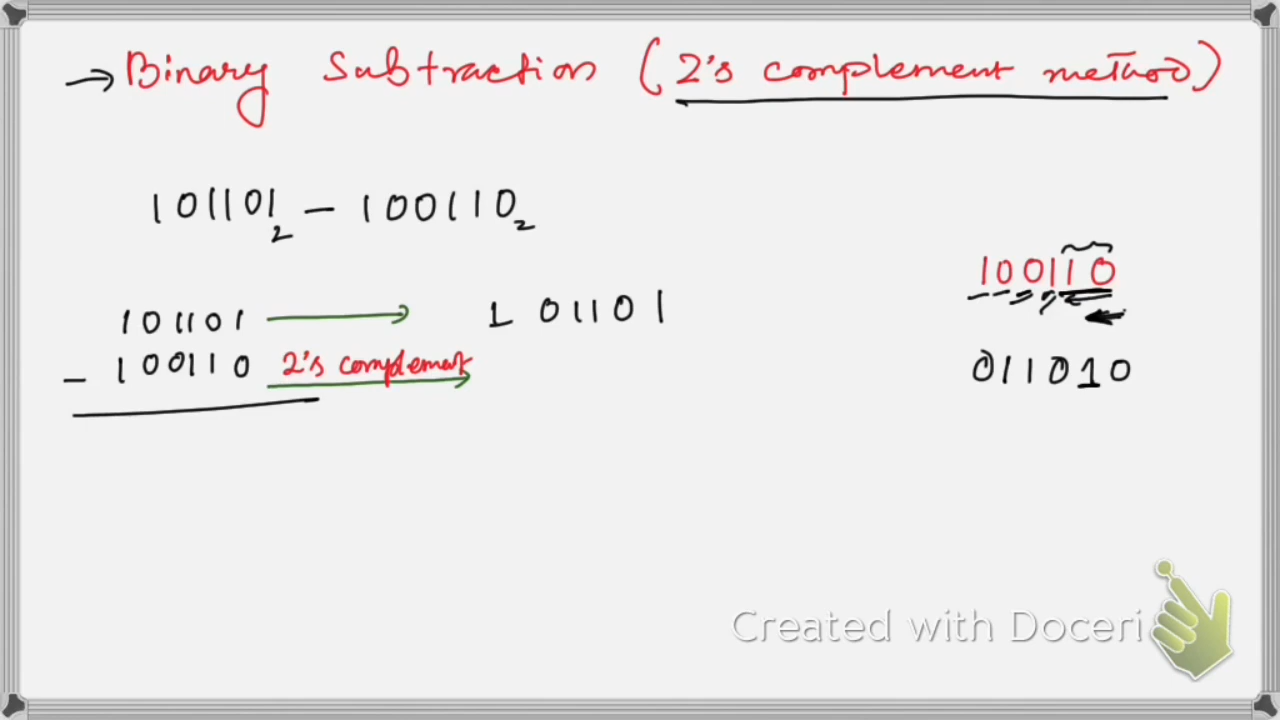 → Binary Subtraction (2's complement method)
101101₂ – 100110₂
101101 → 101101
– 100110 2's complement →
100110
011010
Created with Doceri